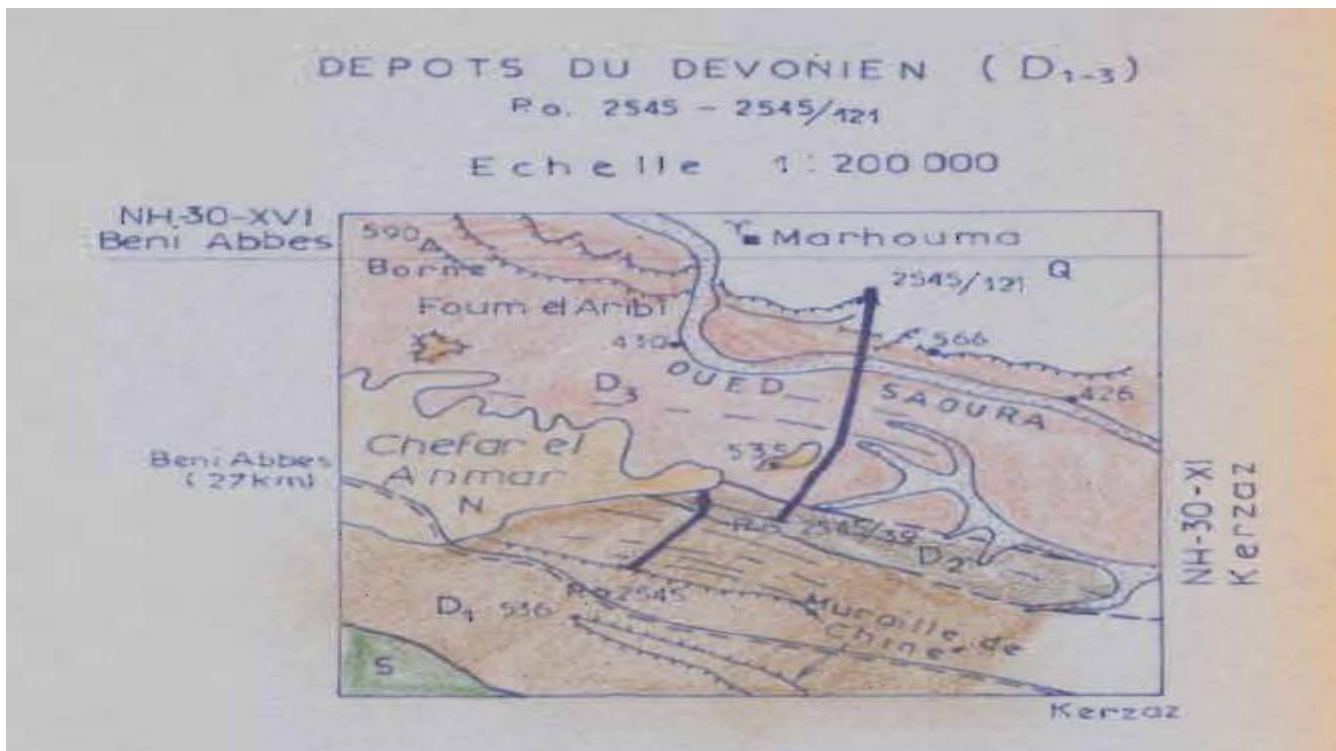 DEPOTS DU DEVONIEN (D₁₋₃)
P.o. 2545 – 2545/121
Echelle 1:200 000
NH-30-XVI
Beni Abbes
590
Borne
Marhouma
2545/121
Q
Foum el Aribi
430
566
OUED SAOURA
426
D₃
Chefar el
Anmar
N
535
Beni Abbes
(27km)
2545/39
D₂
P.o 2545
D₁ 536
Muraille de
Chine
S
NH-30-XI
Kerzaz
Kerzaz